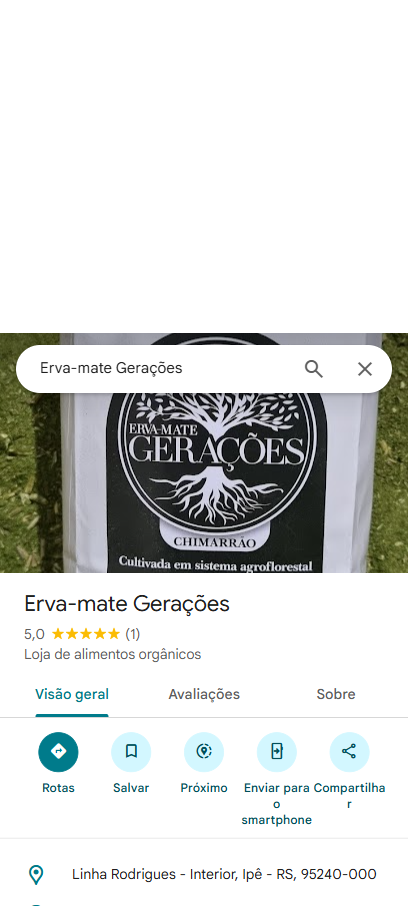 Erva-mate Gerações
ERVA-MATE
GERAÇÕES
CHIMARRÃO
Cultivada em sistema agroflorestal
Erva-mate Gerações
5,0 ★★★★★ (1)
Loja de alimentos orgânicos
Visão geral Avaliações Sobre
Rotas Salvar Próximo Enviar para o smartphone Compartilhar
Linha Rodrigues - Interior, Ipê - RS, 95240-000